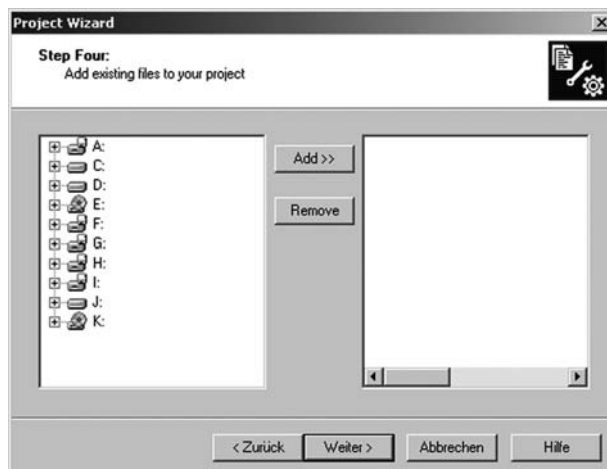 Project Wizard
Step Four:
Add existing files to your project
A:
C:
D:
E:
F:
G:
H:
I:
J:
K:
Add >>
Remove
< Zurück
Weiter >
Abbrechen
Hilfe